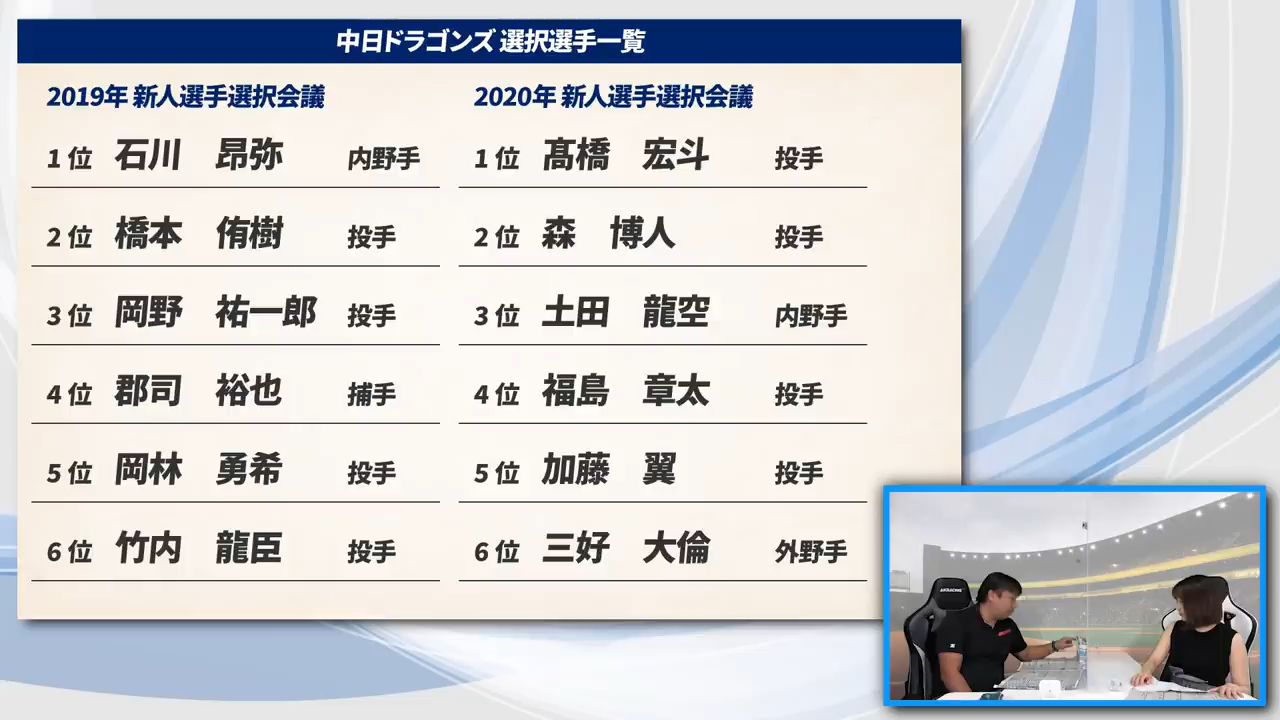 中日ドラゴンズ 選択選手一覧
2019年 新人選手選択会議
1位 石川 昂弥 内野手
2位 橋本 侑樹 投手
3位 岡野 祐一郎 投手
4位 郡司 裕也 捕手
5位 岡林 勇希 投手
6位 竹内 龍臣 投手
2020年 新人選手選択会議
1位 髙橋 宏斗 投手
2位 森 博人 投手
3位 土田 龍空 内野手
4位 福島 章太 投手
5位 加藤 翼 投手
6位 三好 大倫 外野手
AKRACING